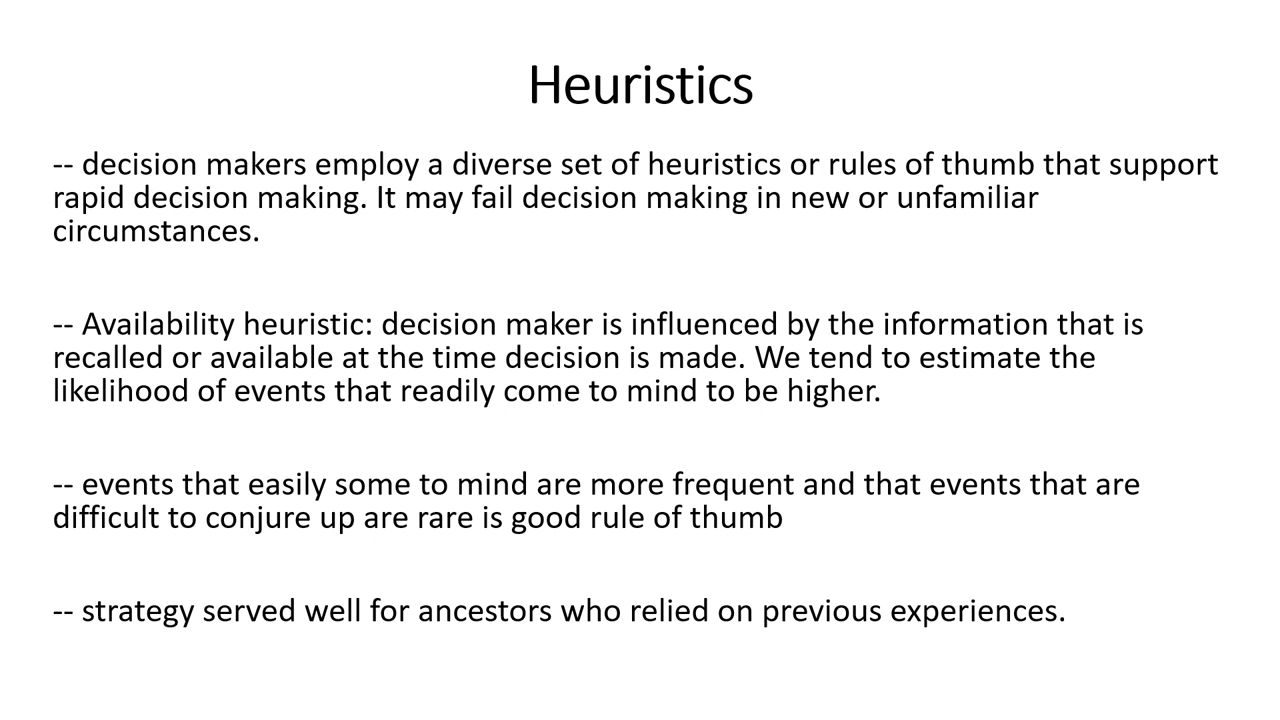 Heuristics
-- decision makers employ a diverse set of heuristics or rules of thumb that support
rapid decision making. It may fail decision making in new or unfamiliar
circumstances.
-- Availability heuristic: decision maker is influenced by the information that is
recalled or available at the time decision is made. We tend to estimate the
likelihood of events that readily come to mind to be higher.
-- events that easily some to mind are more frequent and that events that are
difficult to conjure up are rare is good rule of thumb
-- strategy served well for ancestors who relied on previous experiences.